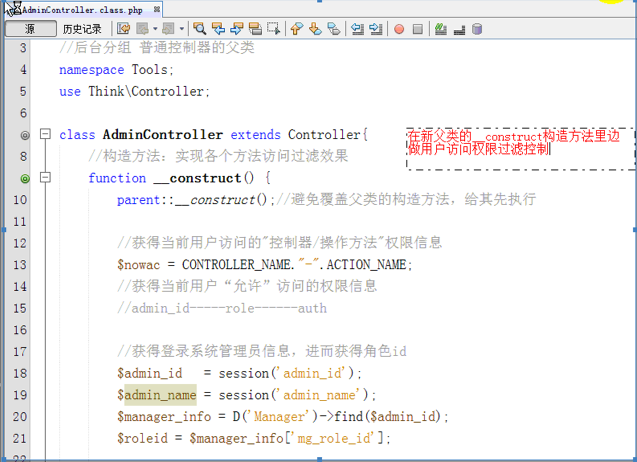 AdminController.class.php
源 历史记录
3 //后台分组 普通控制器的父类
4 namespace Tools;
5 use Think\Controller;
6
class AdminController extends Controller{
在新父类的__construct构造方法里边
做用户访问权限过滤控制
8 //构造方法：实现各个方法访问过滤效果
function __construct() {
10 parent::__construct();//避免覆盖父类的构造方法，给其先执行
11
12 //获得当前用户访问的"控制器/操作方法"权限信息
13 $nowac = CONTROLLER_NAME."-".ACTION_NAME;
14 //获得当前用户“允许”访问的权限信息
15 //admin_id-----role------auth
16
17 //获得登录系统管理员信息，进而获得角色id
18 $admin_id = session('admin_id');
19 $admin_name = session('admin_name');
20 $manager_info = D('Manager')->find($admin_id);
21 $roleid = $manager_info['mg_role_id'];
22